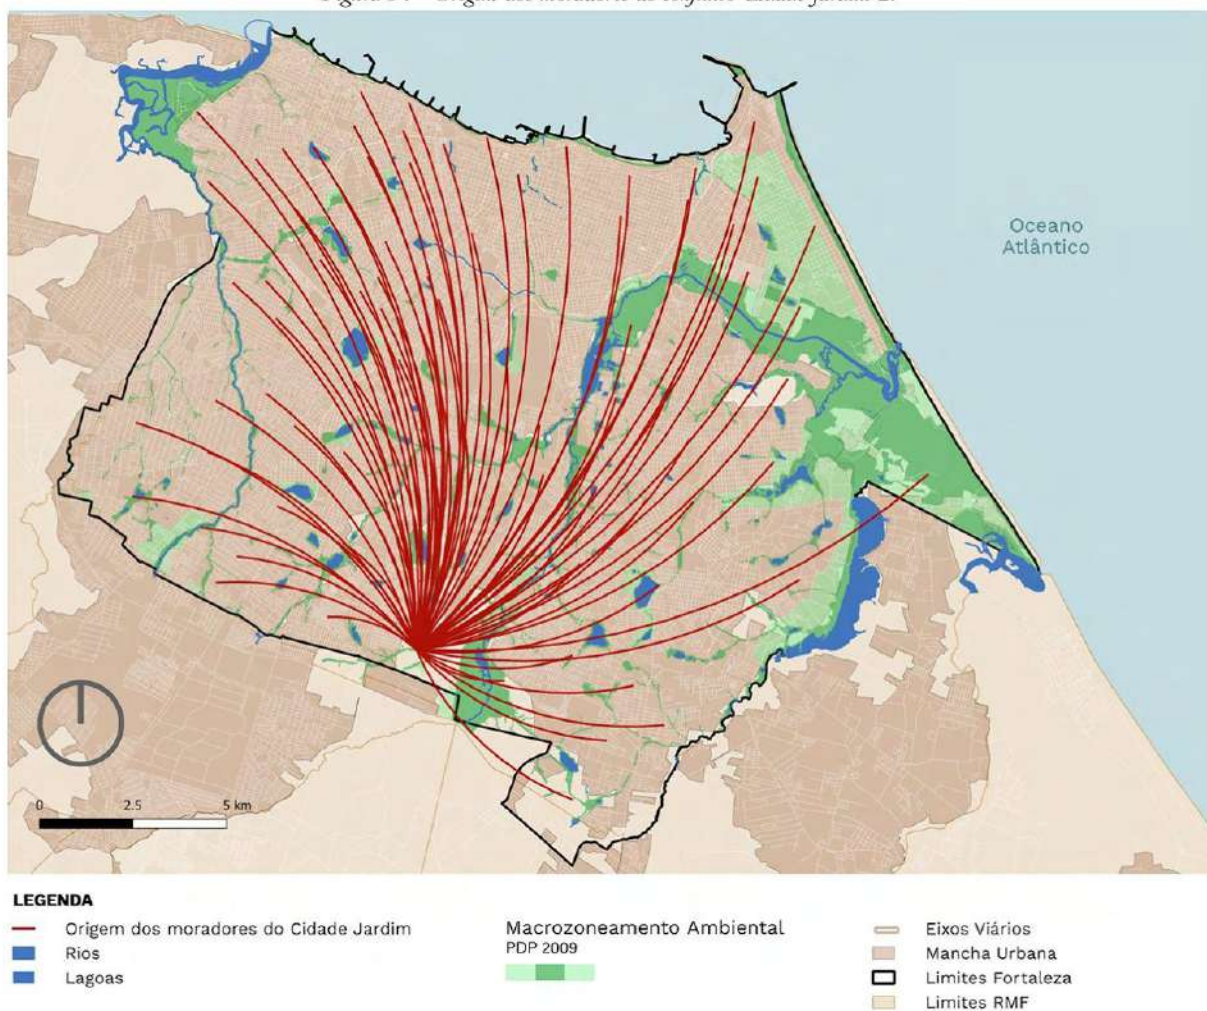 Oceano
Atlântico
0 2.5 5 km
LEGENDA
Origem dos moradores do Cidade Jardim
Rios
Lagoas
Macrozoneamento Ambiental
PDP 2009
Eixos Viários
Mancha Urbana
Limites Fortaleza
Limites RMF